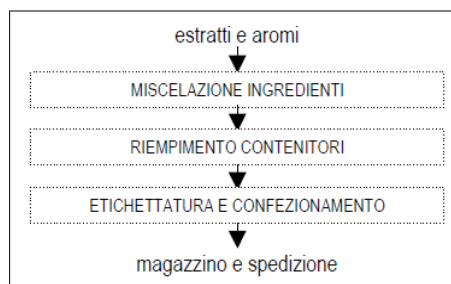 estratti e aromi
MISCELAZIONE INGREDIENTI
RIEMPIMENTO CONTENITORI
ETICHETTATURA E CONFEZIONAMENTO
magazzino e spedizione